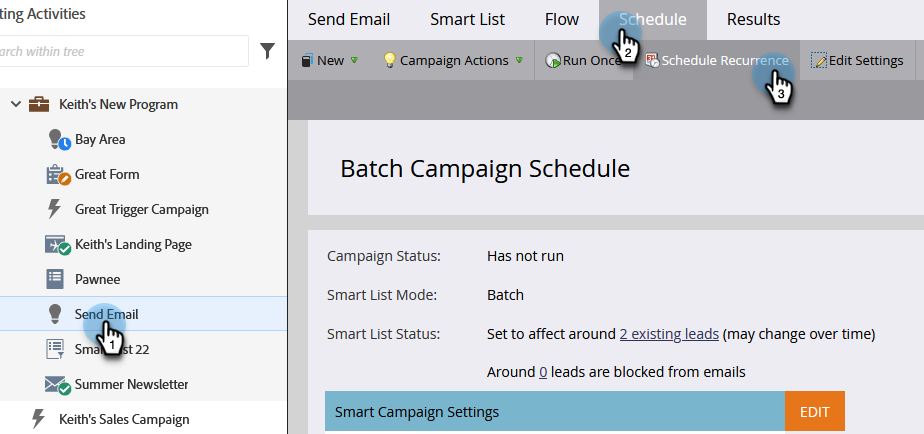 ting Activities
earch within tree
Keith's New Program
Bay Area
Great Form
Great Trigger Campaign
Keith's Landing Page
Pawnee
Send Email
1
Smart List 22
Summer Newsletter
Keith's Sales Campaign
Send Email Smart List Flow Schedule Results
2
New Campaign Actions Run Once Schedule Recurrence Edit Settings
3
Batch Campaign Schedule
Campaign Status: Has not run
Smart List Mode: Batch
Smart List Status: Set to affect around 2 existing leads (may change over time)
Around 0 leads are blocked from emails
Smart Campaign Settings EDIT